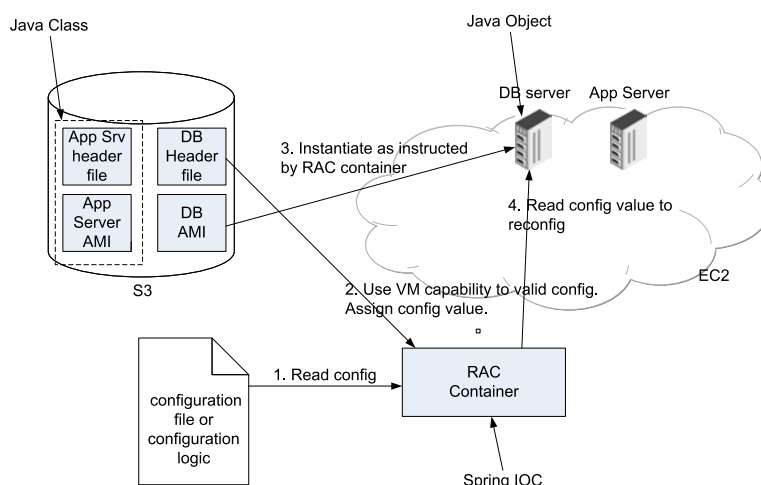 Java Class
Java Object
DB server
App Server
App Srv
header
file
DB
Header
file
3. Instantiate as instructed
by RAC container
App
Server
AMI
DB
AMI
4. Read config value to
reconfig
S3
EC2
2. Use VM capability to valid config.
Assign config value.
1. Read config
RAC
Container
configuration
file or
configuration
logic
Spring IOC